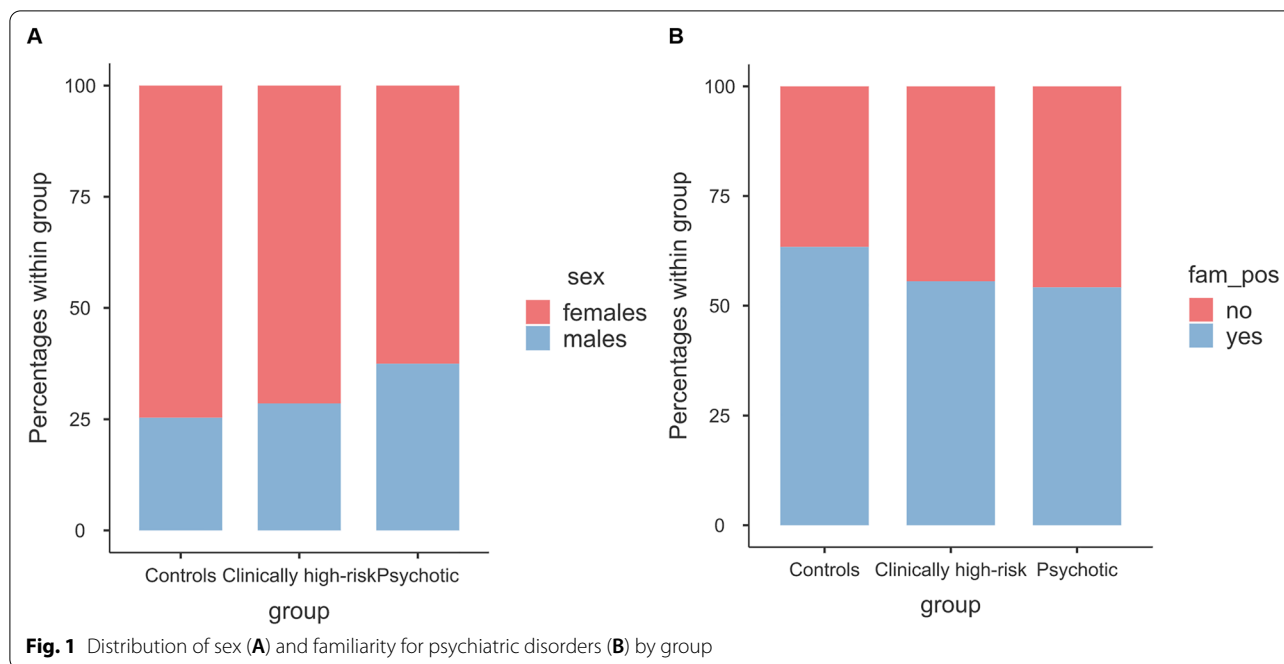 A
Percentages within group
100
75
50
25
0
Controls Clinically high-riskPsychotic
group
sex
females
males
B
Percentages within group
100
75
50
25
0
Controls Clinically high-risk Psychotic
group
fam_pos
no
yes
Fig. 1 Distribution of sex (A) and familiarity for psychiatric disorders (B) by group